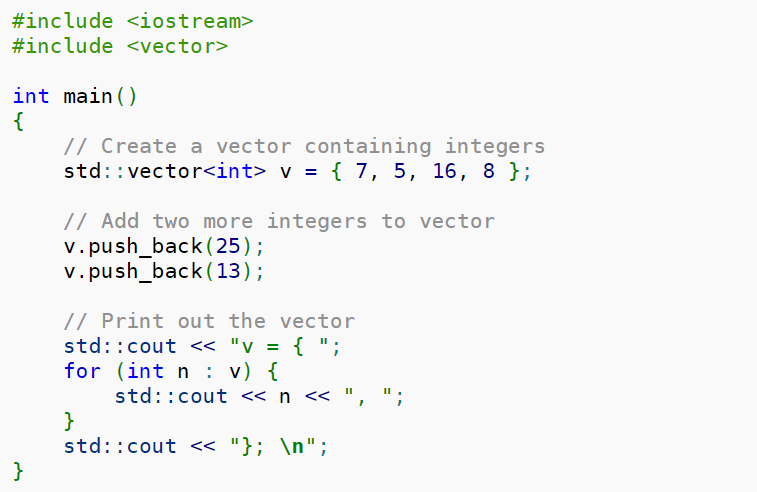 #include <iostream>
#include <vector>

int main()
{
    // Create a vector containing integers
    std::vector<int> v = { 7, 5, 16, 8 };

    // Add two more integers to vector
    v.push_back(25);
    v.push_back(13);

    // Print out the vector
    std::cout << "v = { ";
    for (int n : v) {
        std::cout << n << ", ";
    }
    std::cout << "}; \n";
}